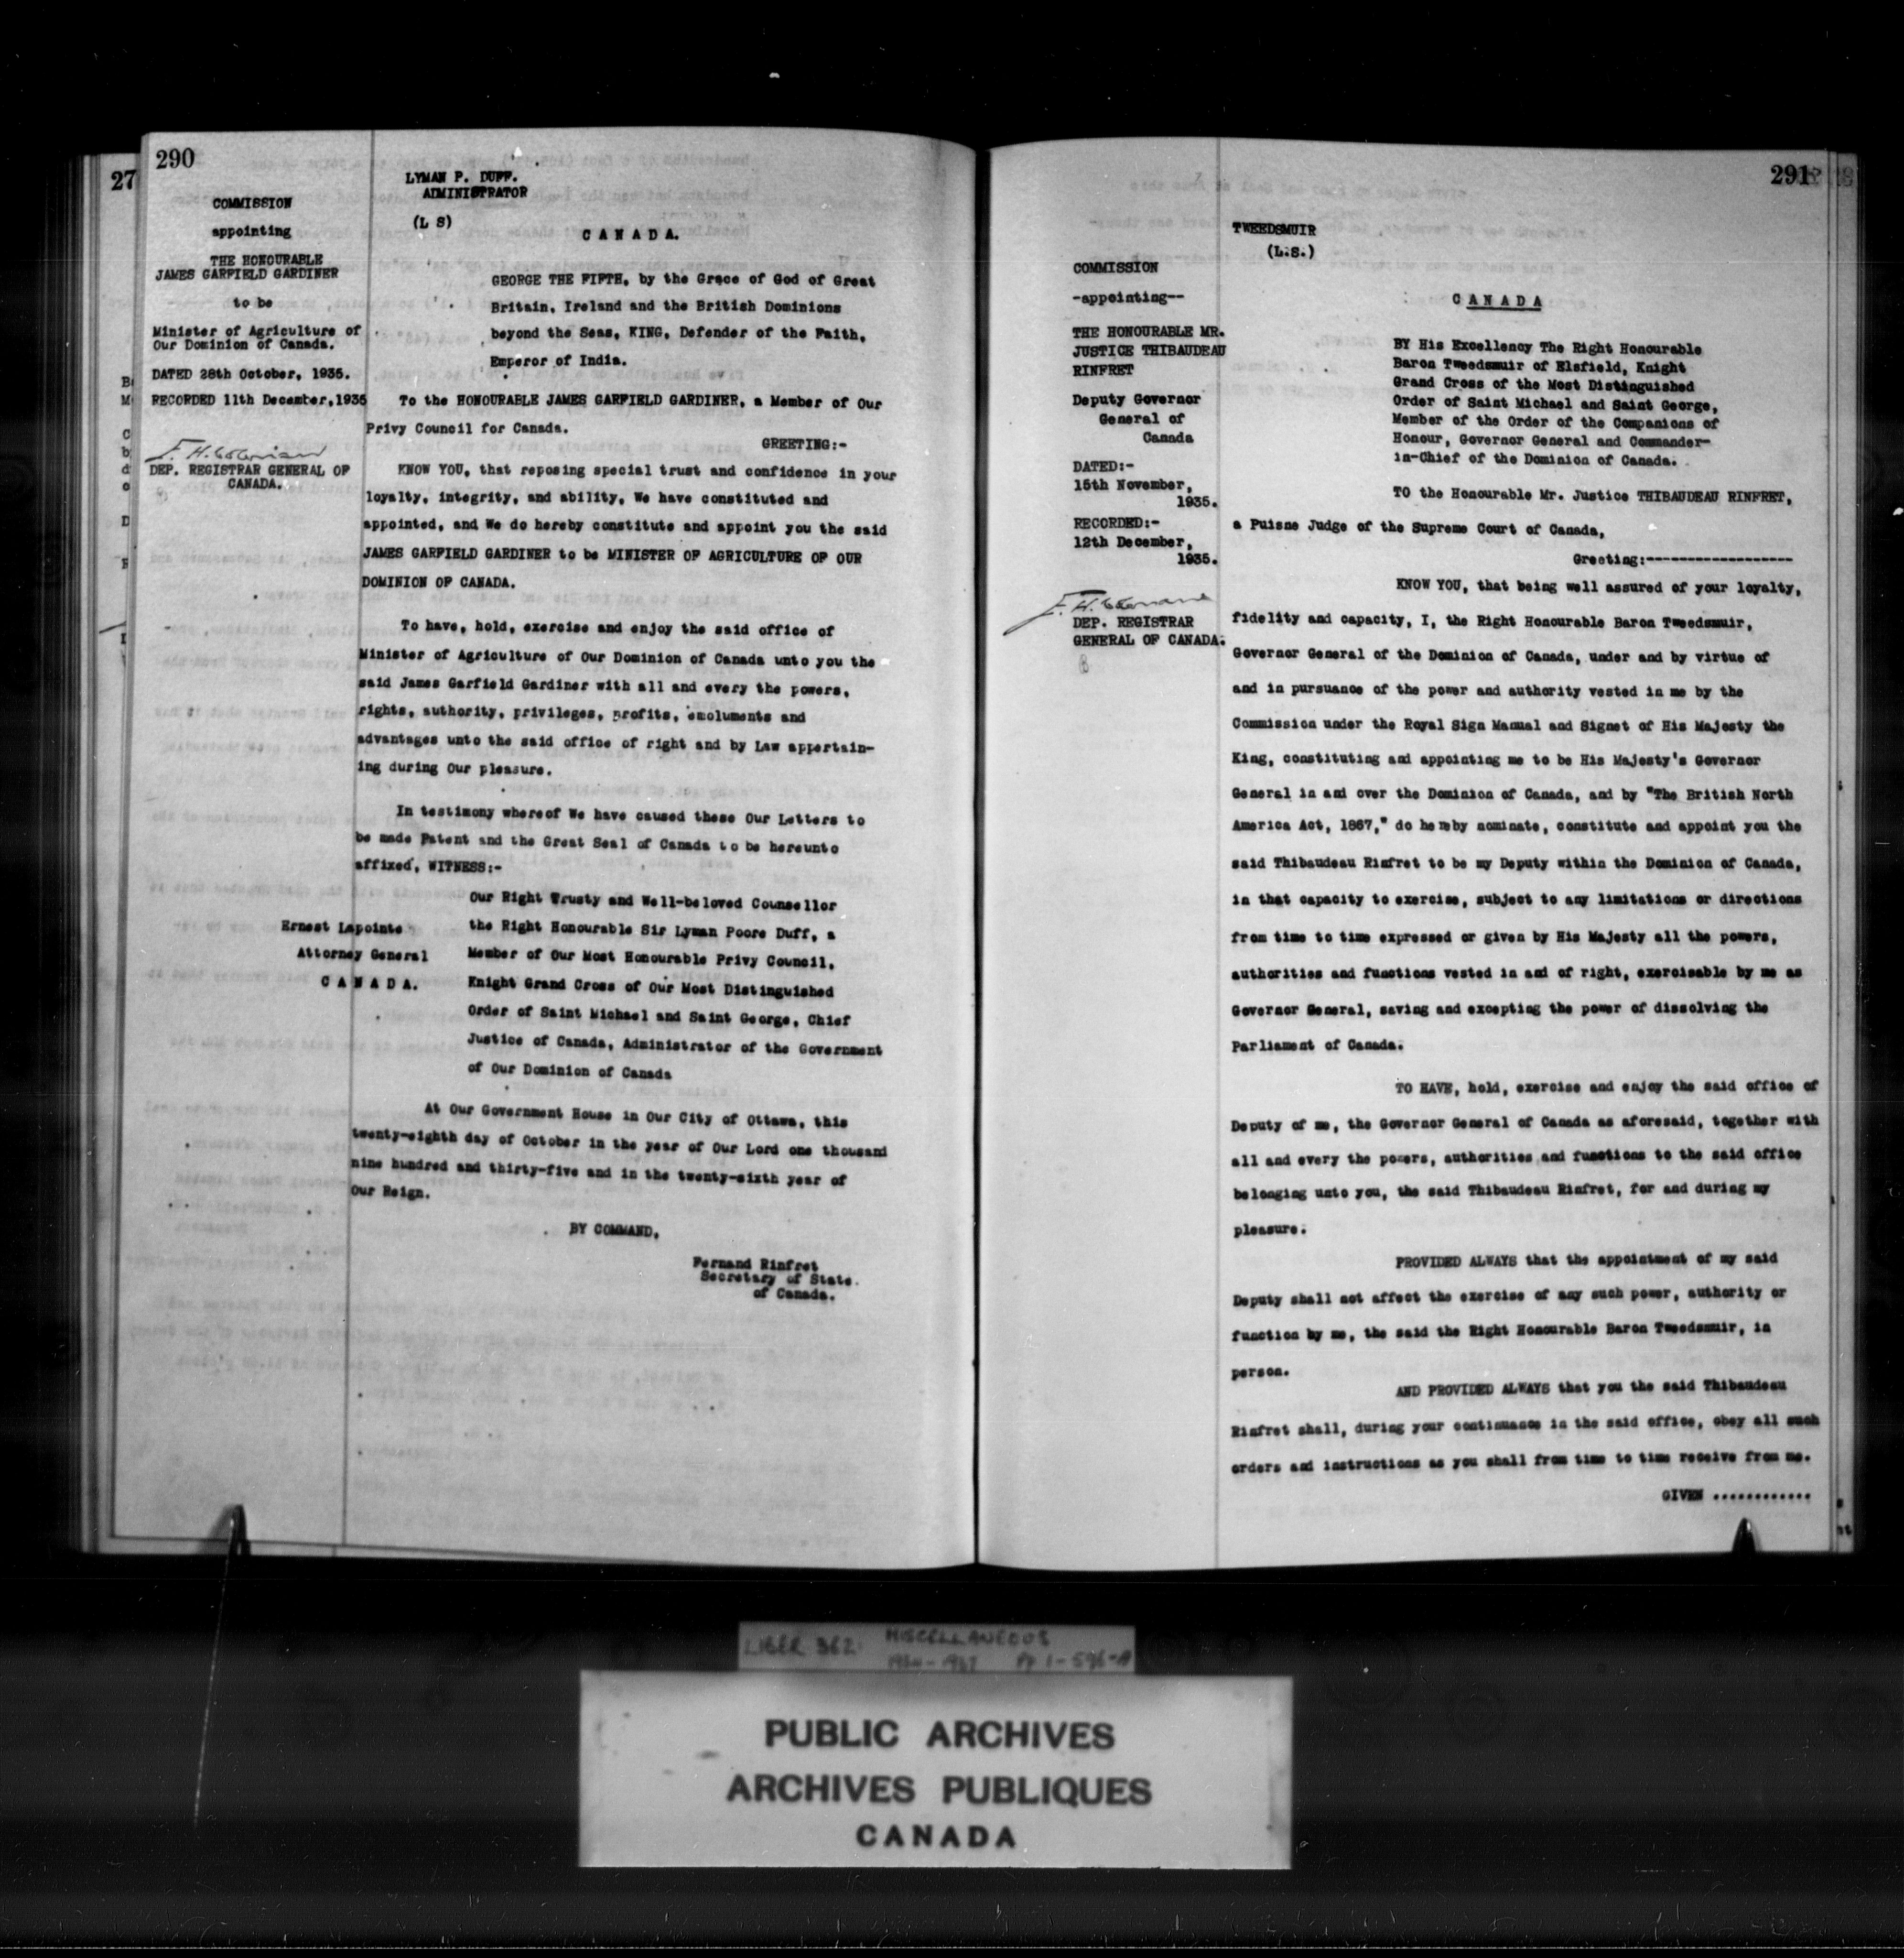 290
COMMISSION
appointing
THE HONOURABLE
JAMES GARFIELD GARDINER
to be
Minister of Agriculture of
Our Dominion of Canada.
DATED 28th October, 1935.
RECORDED 11th December,1935
DEP. REGISTRAR GENERAL OF
CANADA.
LYMAN P. DUFF.
ADMINISTRATOR
(L S)
C A N A D A.
GEORGE THE FIFTH, by the Grace of God of Great
Britain, Ireland and the British Dominions
beyond the Seas, KING, Defender of the Faith,
Emperor of India.
To the HONOURABLE JAMES GARFIELD GARDINER, a Member of Our
Privy Council for Canada.
GREETING:-
KNOW YOU, that reposing special trust and confidence in your
loyalty, integrity, and ability, We have constituted and
appointed, and We do hereby constitute and appoint you the said
JAMES GARFIELD GARDINER to be MINISTER OF AGRICULTURE OF OUR
DOMINION OF CANADA.
To have, hold, exercise and enjoy the said office of
Minister of Agriculture of Our Dominion of Canada unto you the
said James Garfield Gardiner with all and every the powers,
rights, authority, privileges, profits, emoluments and
advantages unto the said office of right and by Law appertain-
ing during Our pleasure.
In testimony whereof We have caused these Our Letters to
be made Patent and the Great Seal of Canada to be hereunto
affixed, WITNESS:-
Our Right Trusty and Well-beloved Counsellor
the Right Honourable Sir Lyman Poore Duff, a
Member of Our Most Honourable Privy Council,
Knight Grand Cross of Our Most Distinguished
Order of Saint Michael and Saint George, Chief
Justice of Canada, Administrator of the Government
of Our Dominion of Canada
Ernest Lapointe
Attorney General
C A N A D A.
At Our Government House in Our City of Ottawa, this
twenty-eighth day of October in the year of Our Lord one thousand
nine hundred and thirty-five and in the twenty-sixth year of
Our Reign.
BY COMMAND,
Fernand Rinfret
Secretary of State
of Canada.
27
291
TWEEDSMUIR
(L.S.)
COMMISSION
-appointing--
THE HONOURABLE MR.
JUSTICE THIBAUDEAU
RINFRET
Deputy Governor
General of
Canada
DATED:-
15th November,
1935.
RECORDED:-
12th December,
1935.
DEP. REGISTRAR
GENERAL OF CANADA.
C A N A D A
BY His Excellency The Right Honourable
Baron Tweedsmuir of Elsfield, Knight
Grand Cross of the Most Distinguished
Order of Saint Michael and Saint George,
Member of the Order of the Companions of
Honour, Governor General and Commander-
in-Chief of the Dominion of Canada.
TO the Honourable Mr. Justice THIBAUDEAU RINFRET,
a Puisne Judge of the Supreme Court of Canada,
Greeting:------------------
KNOW YOU, that being well assured of your loyalty,
fidelity and capacity, I, the Right Honourable Baron Tweedsmuir,
Governor General of the Dominion of Canada, under and by virtue of
and in pursuance of the power and authority vested in me by the
Commission under the Royal Sign Manual and Signet of His Majesty the
King, constituting and appointing me to be His Majesty's Governor
General in and over the Dominion of Canada, and by "The British North
America Act, 1867," do hereby nominate, constitute and appoint you the
said Thibaudeau Rinfret to be my Deputy within the Dominion of Canada,
in that capacity to exercise, subject to any limitations or directions
from time to time expressed or given by His Majesty all the powers,
authorities and functions vested in and of right, exercisable by me as
Governor General, saving and excepting the power of dissolving the
Parliament of Canada.
TO HAVE, hold, exercise and enjoy the said office of
Deputy of me, the Governor General of Canada as aforesaid, together with
all and every the powers, authorities and functions to the said office
belonging unto you, the said Thibaudeau Rinfret, for and during my
pleasure.
PROVIDED ALWAYS that the appointment of my said
Deputy shall not affect the exercise of any such power, authority or
function by me, the said the Right Honourable Baron Tweedsmuir, in
person.
AND PROVIDED ALWAYS that you the said Thibaudeau
Rinfret shall, during your continuance in the said office, obey all such
orders and instructions as you shall from time to time receive from me.
GIVEN ............
LIBER 362 MISCELLANEOUS
PUBLIC ARCHIVES
ARCHIVES PUBLIQUES
CANADA